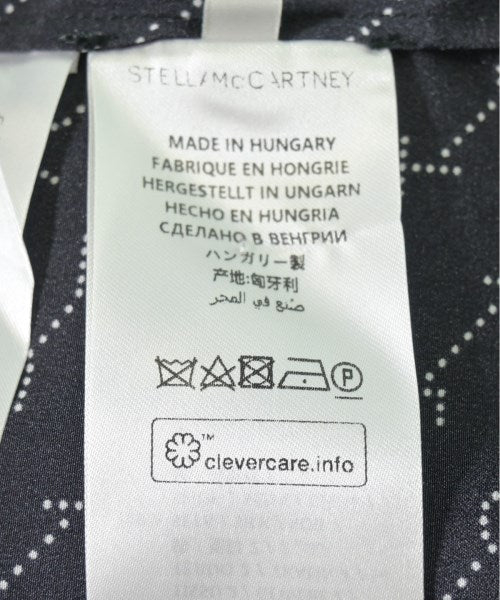 STELLA McCARTNEY
MADE IN HUNGARY
FABRIQUE EN HONGRIE
HERGESTELLT IN UNGARN
HECHO EN HUNGRIA
СДЕЛАНО В ВЕНГРИИ
ハンガリー製
产地:匈牙利
صنع في المجر
P
™
clevercare.info